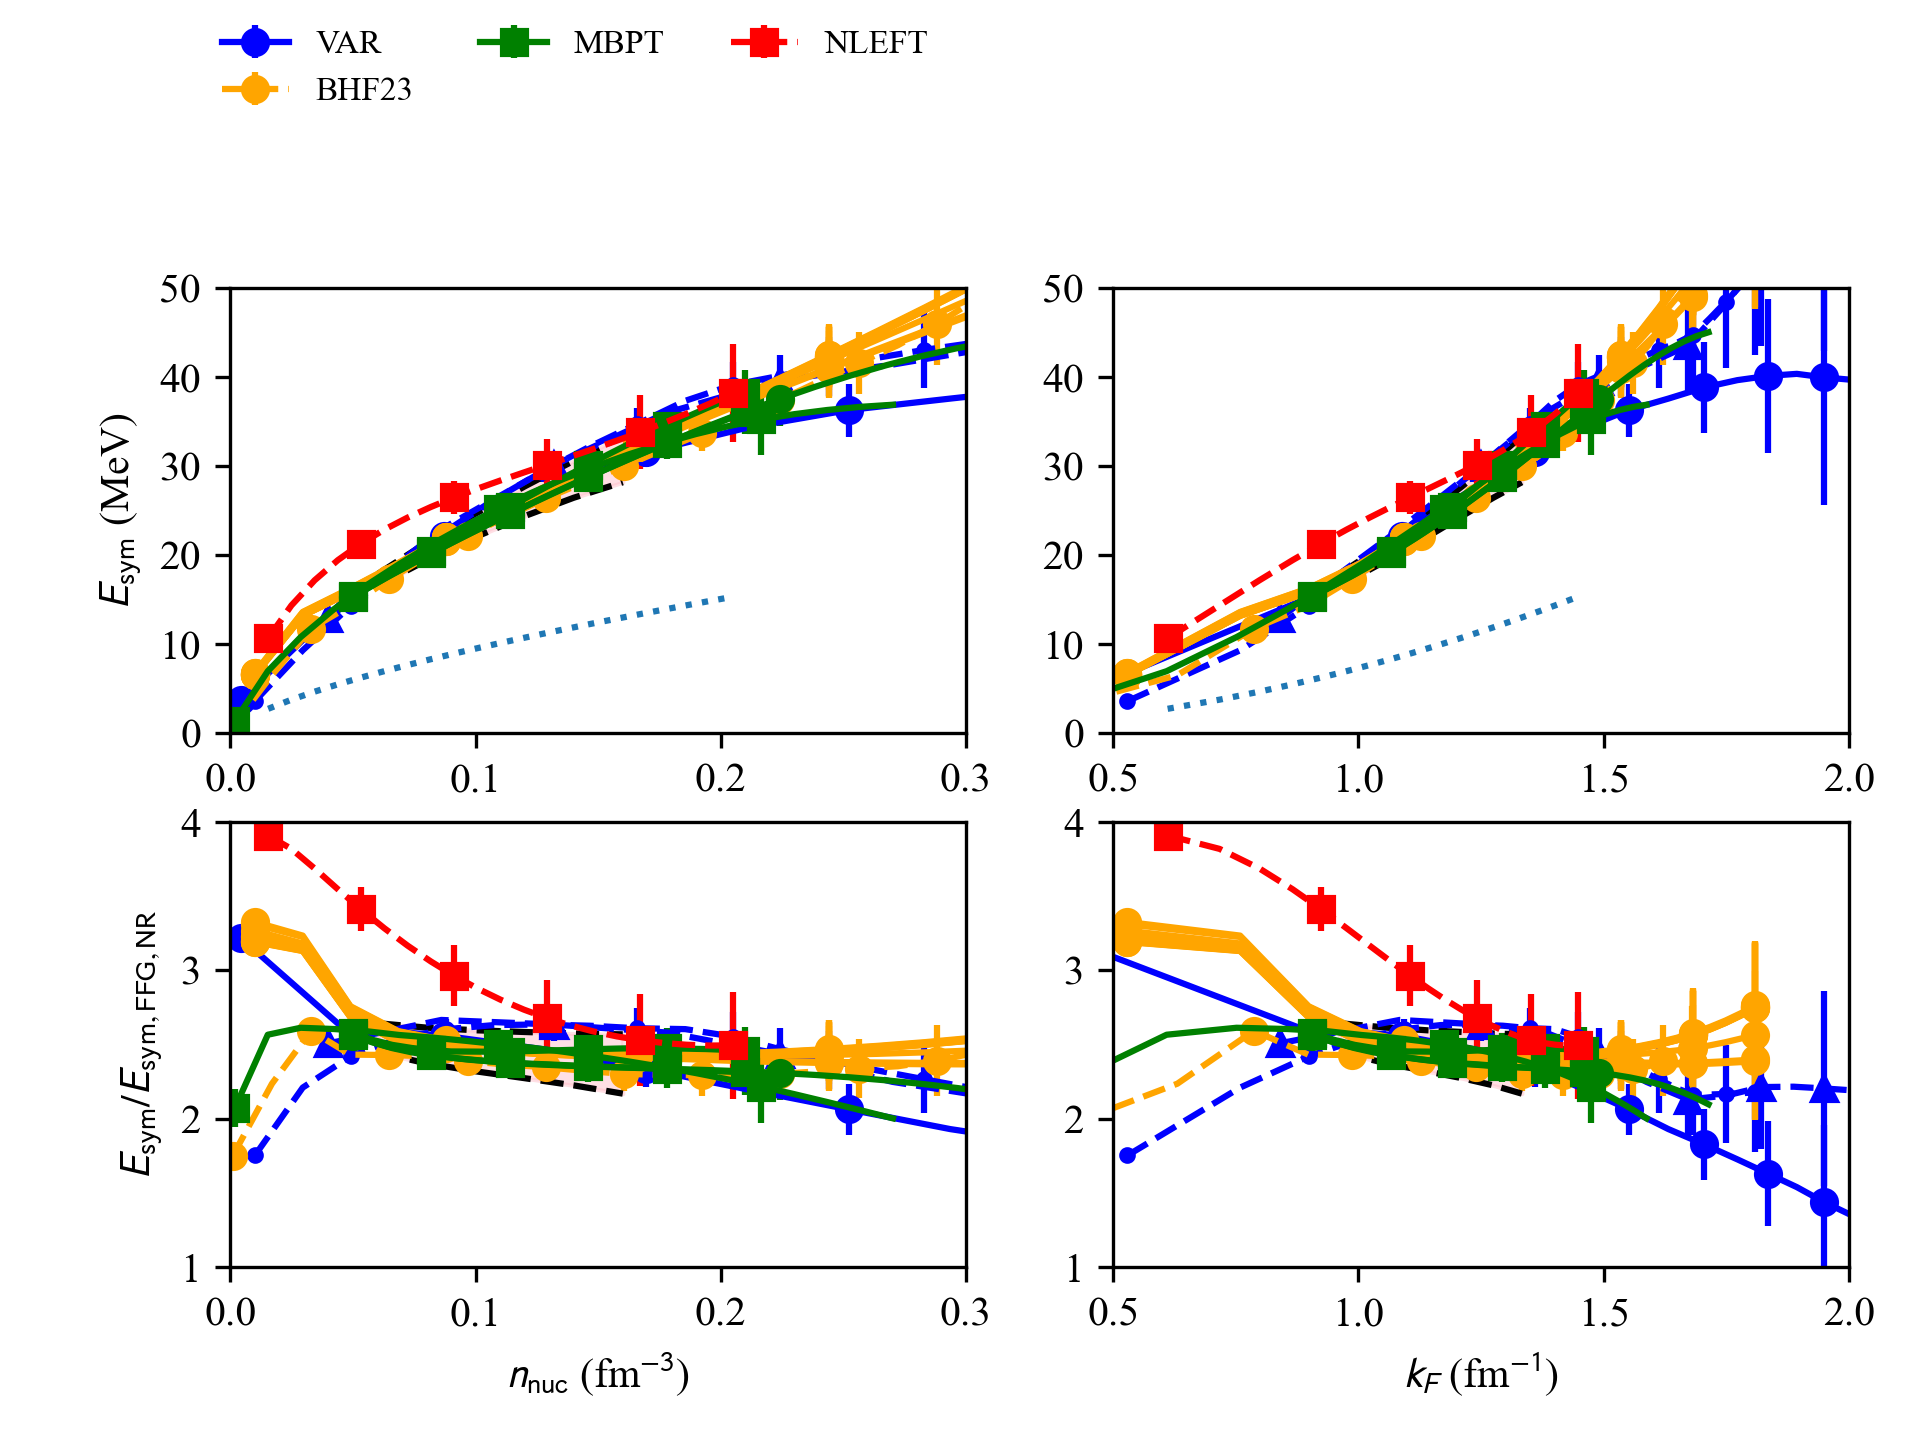 VAR MBPT NLEFT
BHF23
50 50
40 40
30 30
20 20
10 10
0 0
E_sym (MeV)
0.0 0.1 0.2 0.3 0.5 1.0 1.5 2.0
4 4
3 3
2 2
1 1
E_sym/E_sym,FFG,NR
0.0 0.1 0.2 0.3 0.5 1.0 1.5 2.0
n_nuc (fm⁻³) k_F (fm⁻¹)